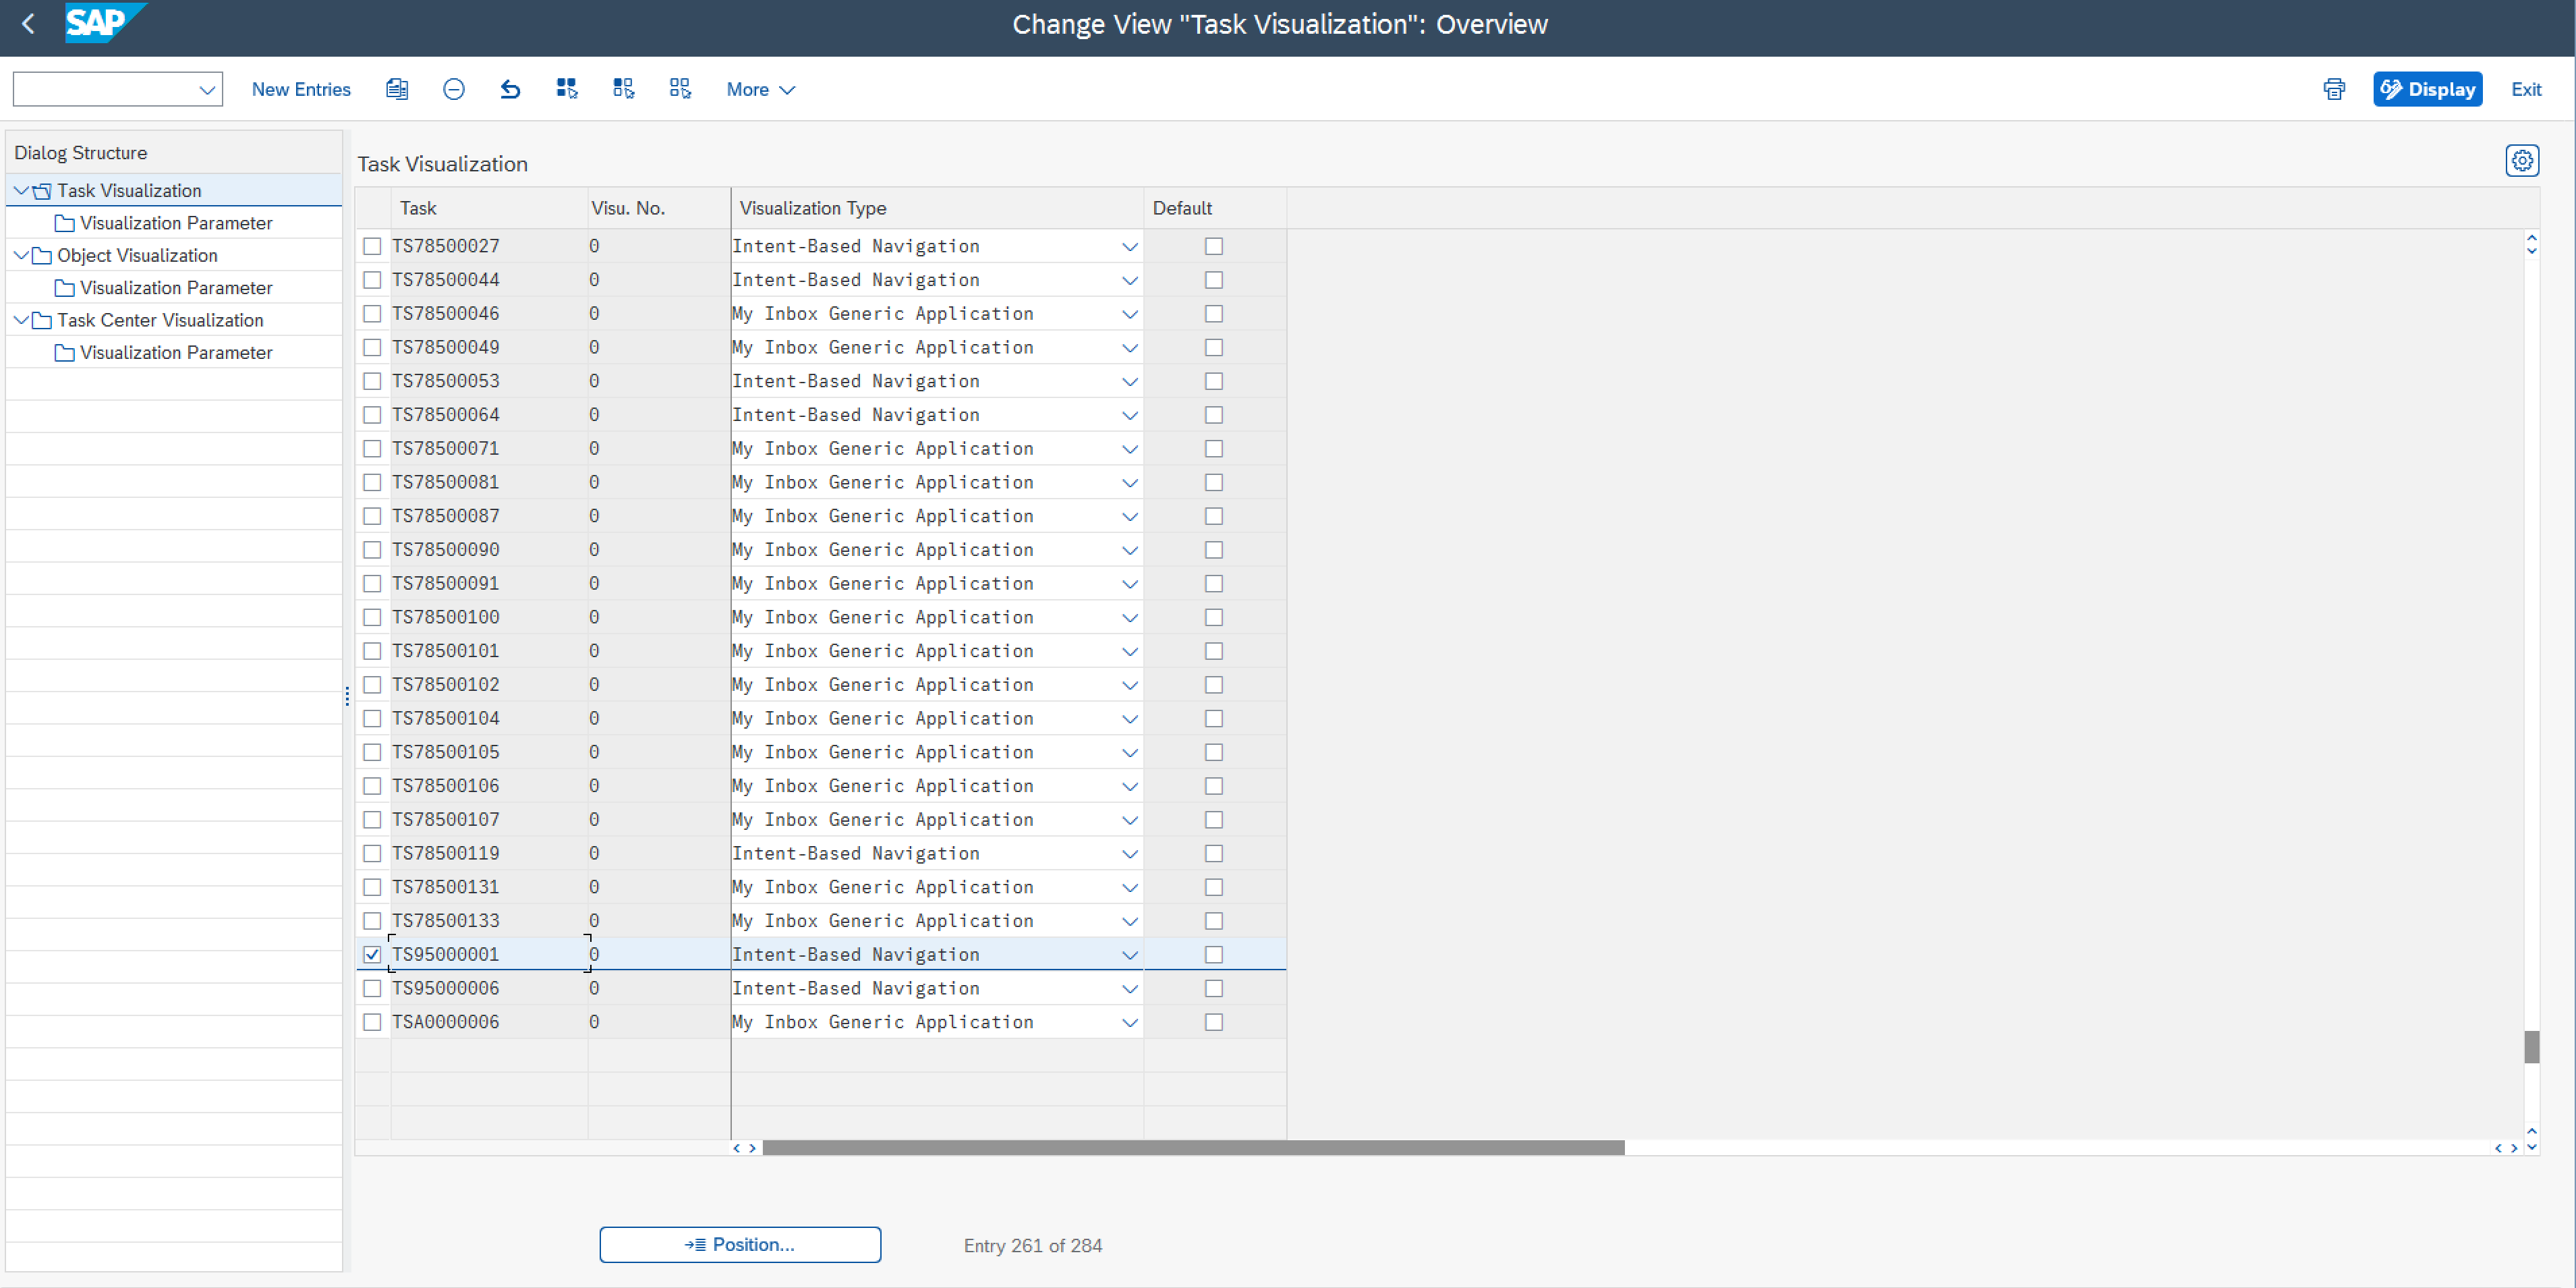 SAP
Change View "Task Visualization": Overview
New Entries
More
Display
Exit
Dialog Structure
Task Visualization
Visualization Parameter
Object Visualization
Visualization Parameter
Task Center Visualization
Visualization Parameter
Task Visualization
Task Visu. No. Visualization Type Default
TS78500027 0 Intent-Based Navigation
TS78500044 0 Intent-Based Navigation
TS78500046 0 My Inbox Generic Application
TS78500049 0 My Inbox Generic Application
TS78500053 0 Intent-Based Navigation
TS78500064 0 Intent-Based Navigation
TS78500071 0 My Inbox Generic Application
TS78500081 0 My Inbox Generic Application
TS78500087 0 My Inbox Generic Application
TS78500090 0 My Inbox Generic Application
TS78500091 0 My Inbox Generic Application
TS78500100 0 My Inbox Generic Application
TS78500101 0 My Inbox Generic Application
TS78500102 0 My Inbox Generic Application
TS78500104 0 My Inbox Generic Application
TS78500105 0 My Inbox Generic Application
TS78500106 0 My Inbox Generic Application
TS78500107 0 My Inbox Generic Application
TS78500119 0 Intent-Based Navigation
TS78500131 0 My Inbox Generic Application
TS78500133 0 My Inbox Generic Application
TS95000001 0 Intent-Based Navigation
TS95000006 0 Intent-Based Navigation
TSA0000006 0 My Inbox Generic Application
Position...
Entry 261 of 284